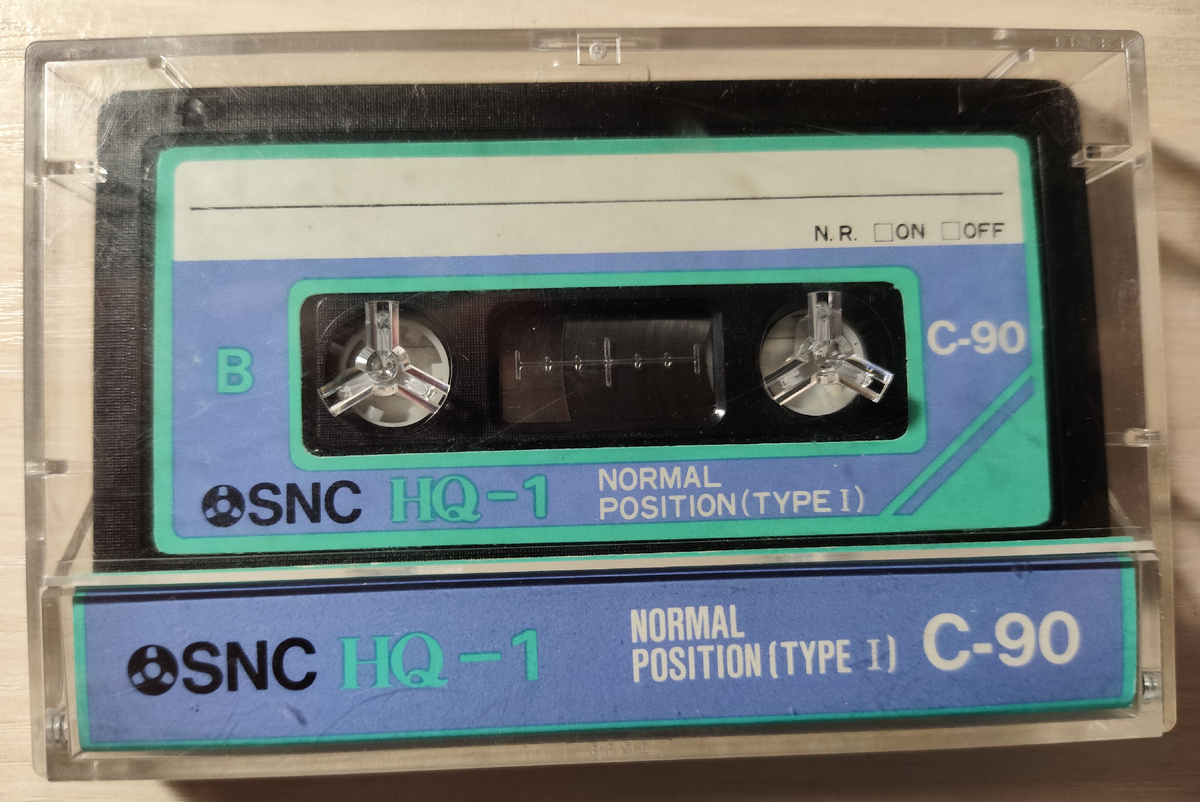 N.R. □ON □OFF
C-90
B
SNC HQ-1 NORMAL
POSITION (TYPE I)
SNC HQ-1 NORMAL
POSITION (TYPE I) C-90